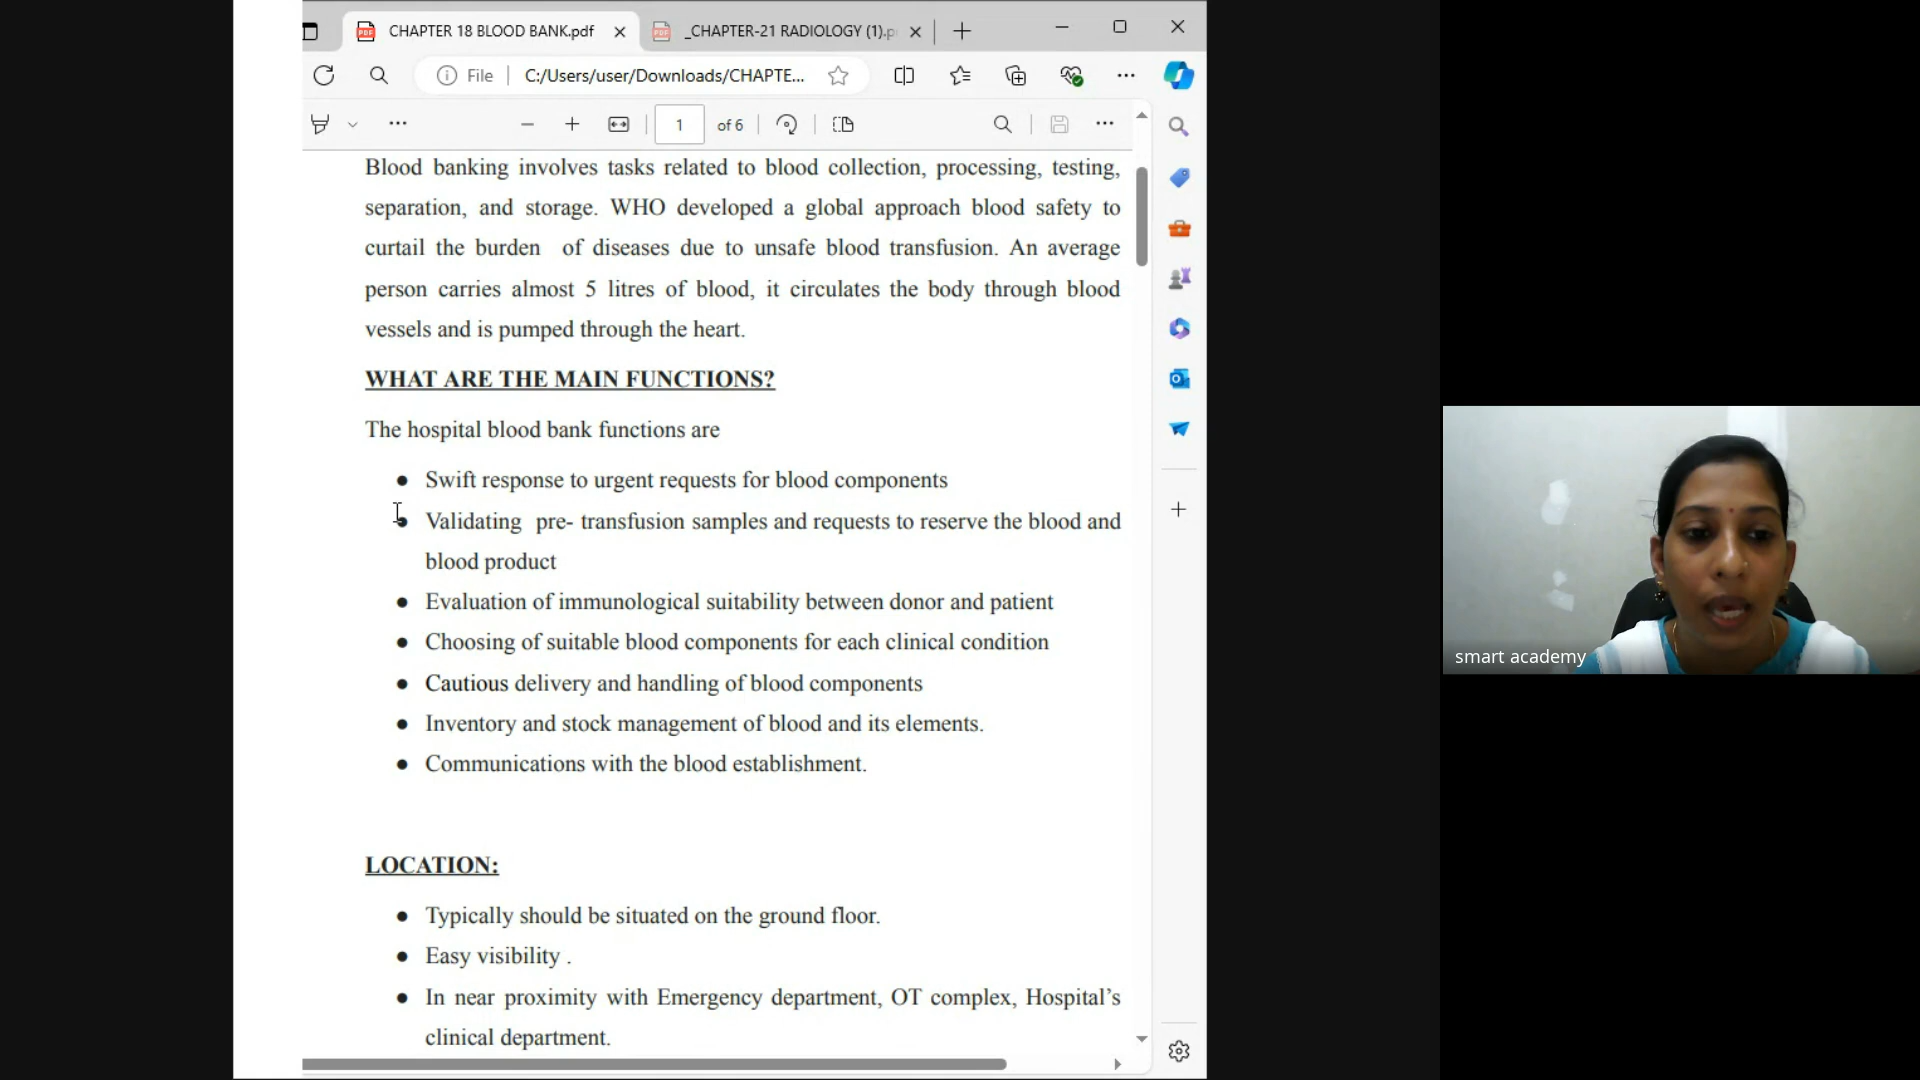 CHAPTER 18 BLOOD BANK.pdf
_CHAPTER-21 RADIOLOGY (1).p
File
C:/Users/user/Downloads/CHAPTE...
1 of 6
Blood banking involves tasks related to blood collection, processing, testing,
separation, and storage. WHO developed a global approach blood safety to
curtail the burden of diseases due to unsafe blood transfusion. An average
person carries almost 5 litres of blood, it circulates the body through blood
vessels and is pumped through the heart.
WHAT ARE THE MAIN FUNCTIONS?
The hospital blood bank functions are
● Swift response to urgent requests for blood components
● Validating pre- transfusion samples and requests to reserve the blood and
blood product
● Evaluation of immunological suitability between donor and patient
● Choosing of suitable blood components for each clinical condition
● Cautious delivery and handling of blood components
● Inventory and stock management of blood and its elements.
● Communications with the blood establishment.
LOCATION:
● Typically should be situated on the ground floor.
● Easy visibility .
● In near proximity with Emergency department, OT complex, Hospital's
clinical department.
smart academy